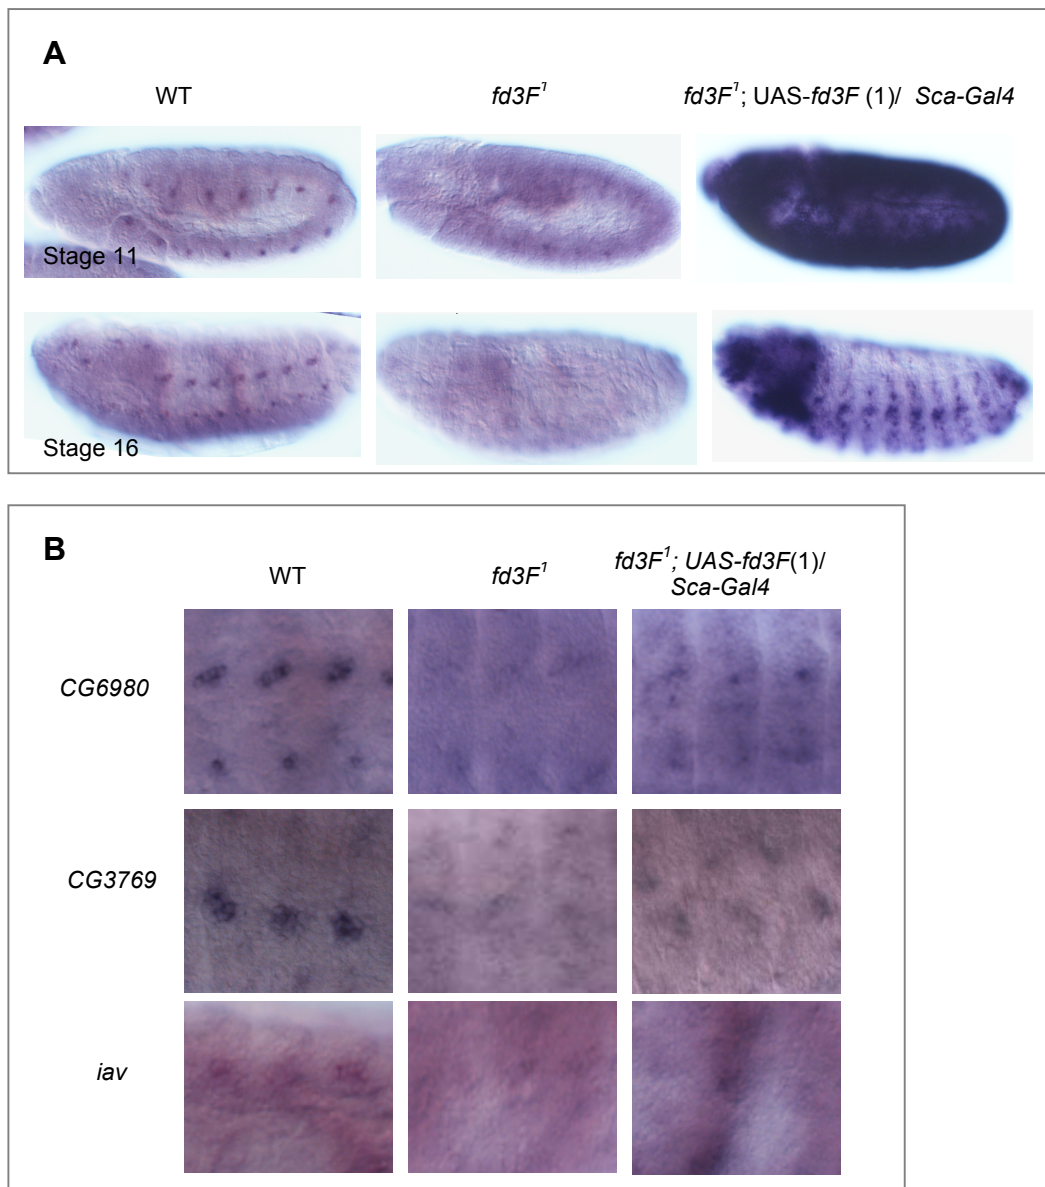 A
WT
fd3F¹
fd3F¹; UAS-fd3F (1)/ Sca-Gal4
Stage 11
Stage 16
B
WT
fd3F¹
fd3F¹; UAS-fd3F(1)/
Sca-Gal4
CG6980
CG3769
iav